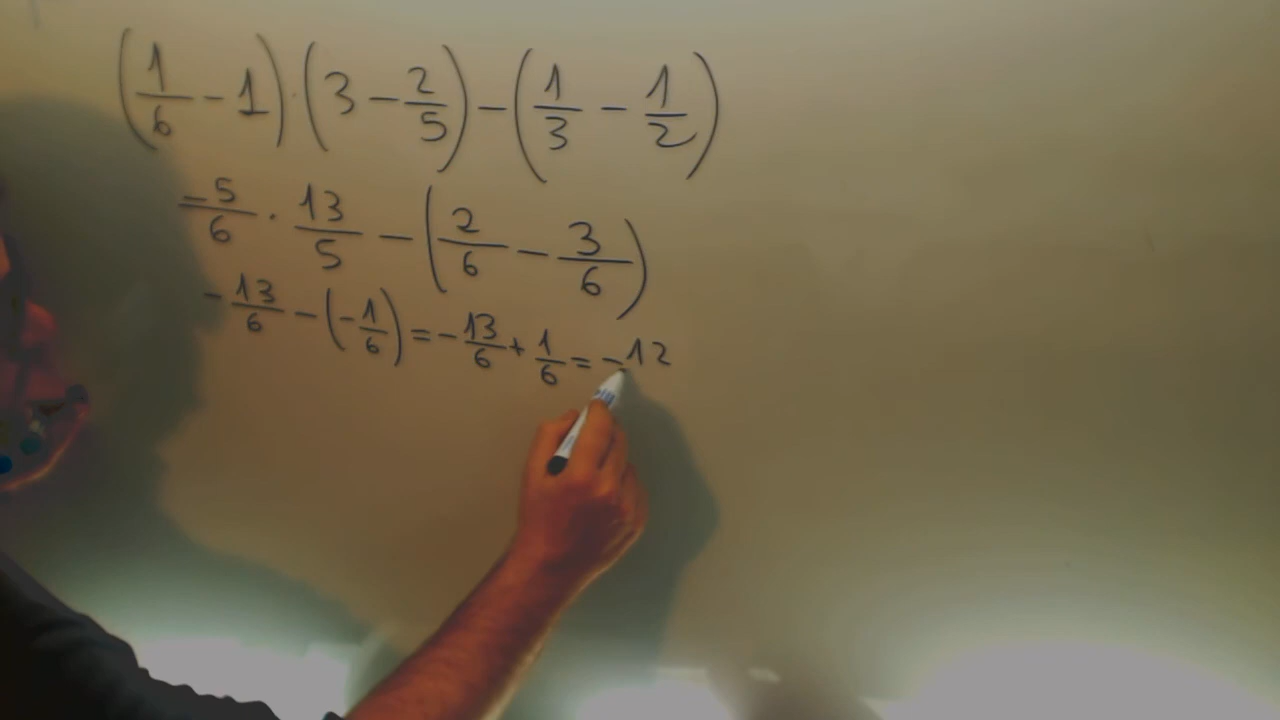 (1/6 - 1) · (3 - 2/5) - (1/3 - 1/2)
-5/6 · 13/5 - (2/6 - 3/6)
-13/6 - (-1/6) = -13/6 + 1/6 = -12